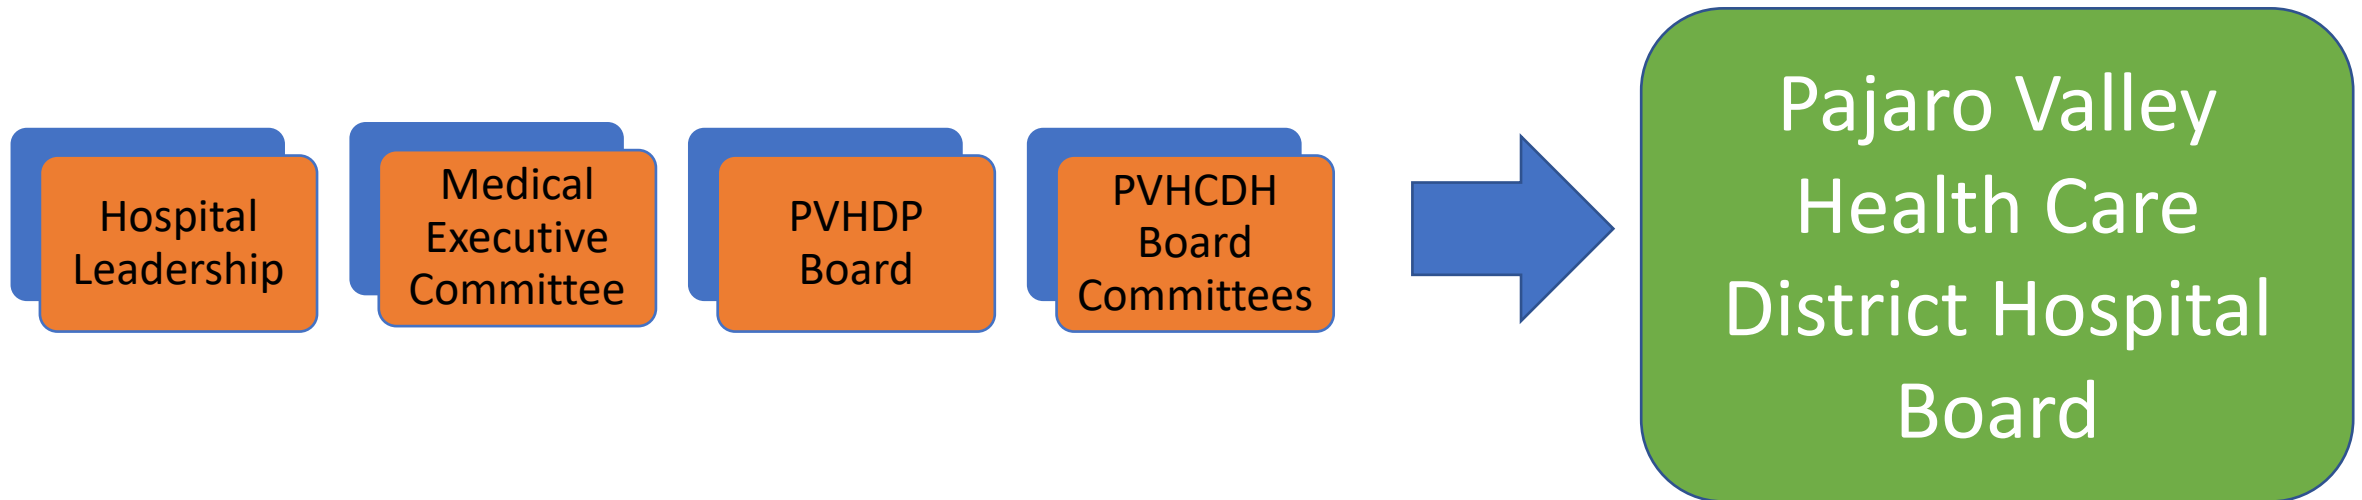 Hospital
Leadership
Medical
Executive
Committee
PVHDP
Board
PVHCDH
Board
Committees
Pajaro Valley
Health Care
District Hospital
Board